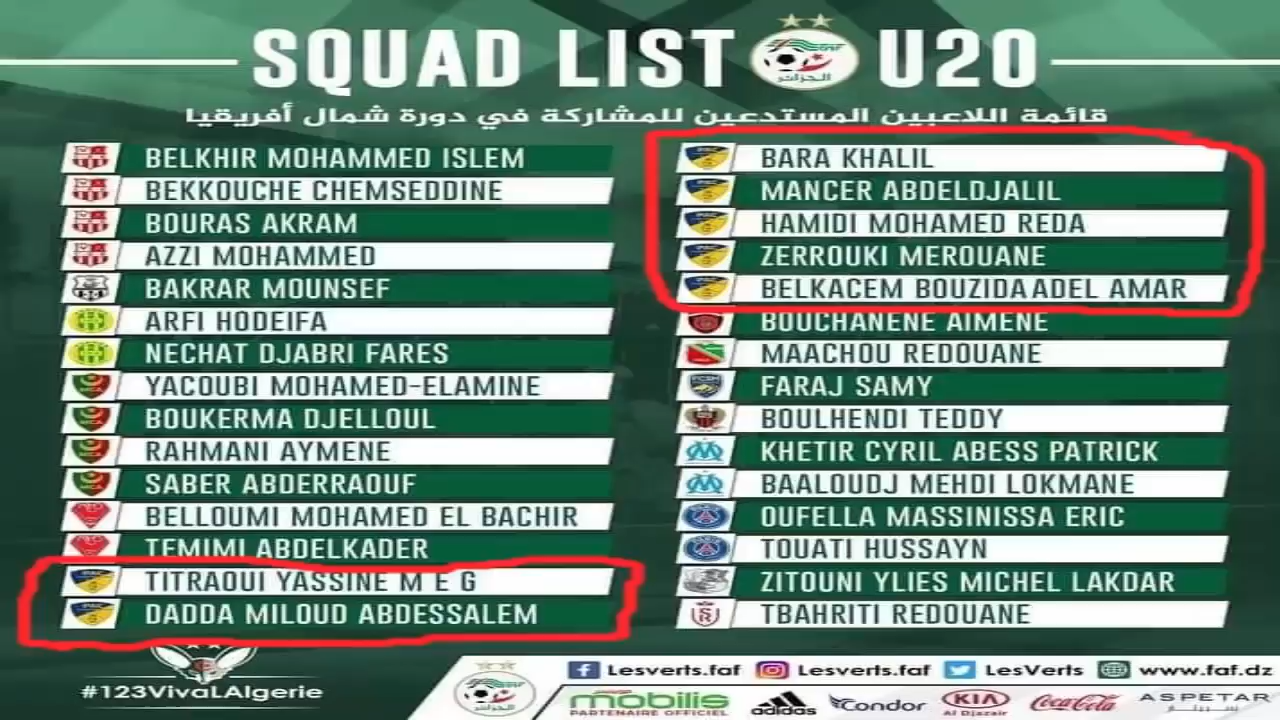 SQUAD LIST U20
قائمة اللاعبين المستدعين للمشاركة في دورة شمال أفريقيا
BELKHIR MOHAMMED ISLEM
BEKKOUCHE CHEMSEDDINE
BOURAS AKRAM
AZZI MOHAMMED
BAKRAR MOUNSEF
ARFI HODEIFA
NECHAT DJABRI FARES
YACOUBI MOHAMED-ELAMINE
BOUKERMA DJELLOUL
RAHMANI AYMENE
SABER ABDERRAOUF
BELLOUMI MOHAMED EL BACHIR
TEMIMI ABDELKADER
TITRAOUI YASSINE M E G
DADDA MILOUD ABDESSALEM
BARA KHALIL
MANCER ABDELDJALIL
HAMIDI MOHAMED REDA
ZERROUKI MEROUANE
BELKACEM BOUZIDAADEL AMAR
BOUCHANENE AIMENE
MAACHOU REDOUANE
FARAJ SAMY
BOULHENDI TEDDY
KHETIR CYRIL ABESS PATRICK
BAALOUDJ MEHDI LOKMANE
OUFELLA MASSINISSA ERIC
TOUATI HUSSAYN
ZITOUNI YLIES MICHEL LAKDAR
TBAHRITI REDOUANE
#123VivaLAlgerie
Lesverts.faf Lesverts.faf LesVerts www.faf.dz
mobilis adidas Condor KIA Coca-Cola ASPETAR
PARTENAIRE OFFICIEL Al Djazair سبيتار